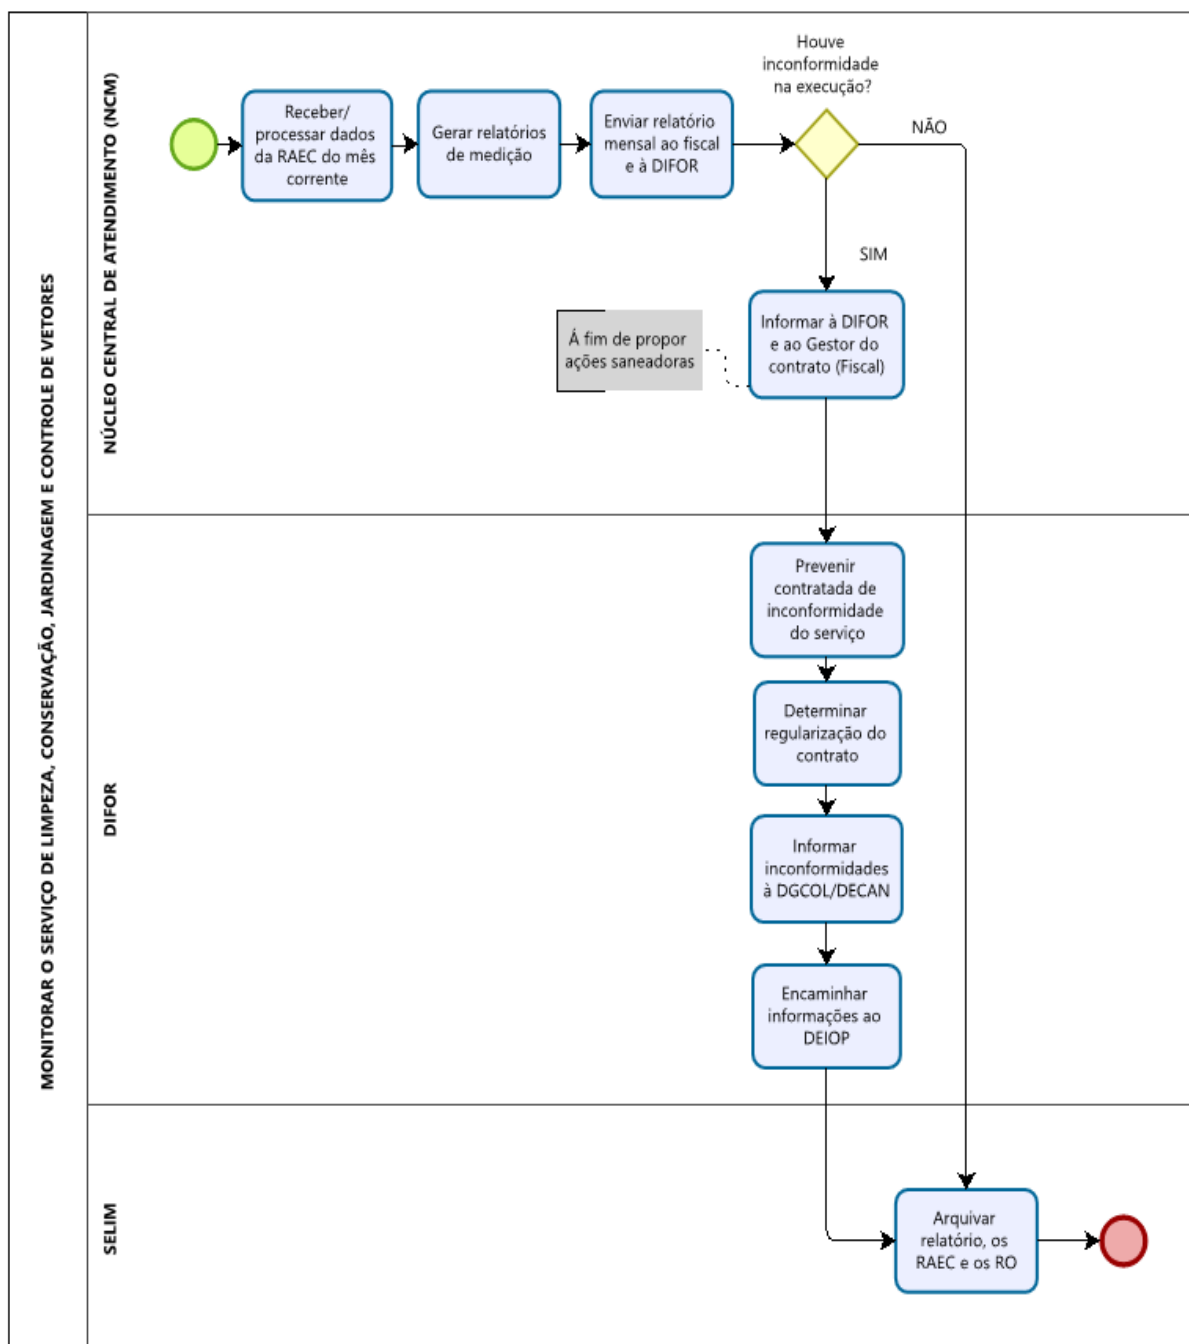 MONITORAR O SERVIÇO DE LIMPEZA, CONSERVAÇÃO, JARDINAGEM E CONTROLE DE VETORES
NÚCLEO CENTRAL DE ATENDIMENTO (NCM)
Receber/
processar dados
da RAEC do mês
corrente
Gerar relatórios
de medição
Enviar relatório
mensal ao fiscal
e à DIFOR
Houve
inconformidade
na execução?
NÃO
SIM
Informar à DIFOR
e ao Gestor do
contrato (Fiscal)
Á fim de propor
ações saneadoras
DIFOR
Prevenir
contratada de
inconformidade
do serviço
Determinar
regularização do
contrato
Informar
inconformidades
à DGCOL/DECAN
Encaminhar
informações ao
DEIOP
SELIM
Arquivar
relatório, os
RAEC e os RO